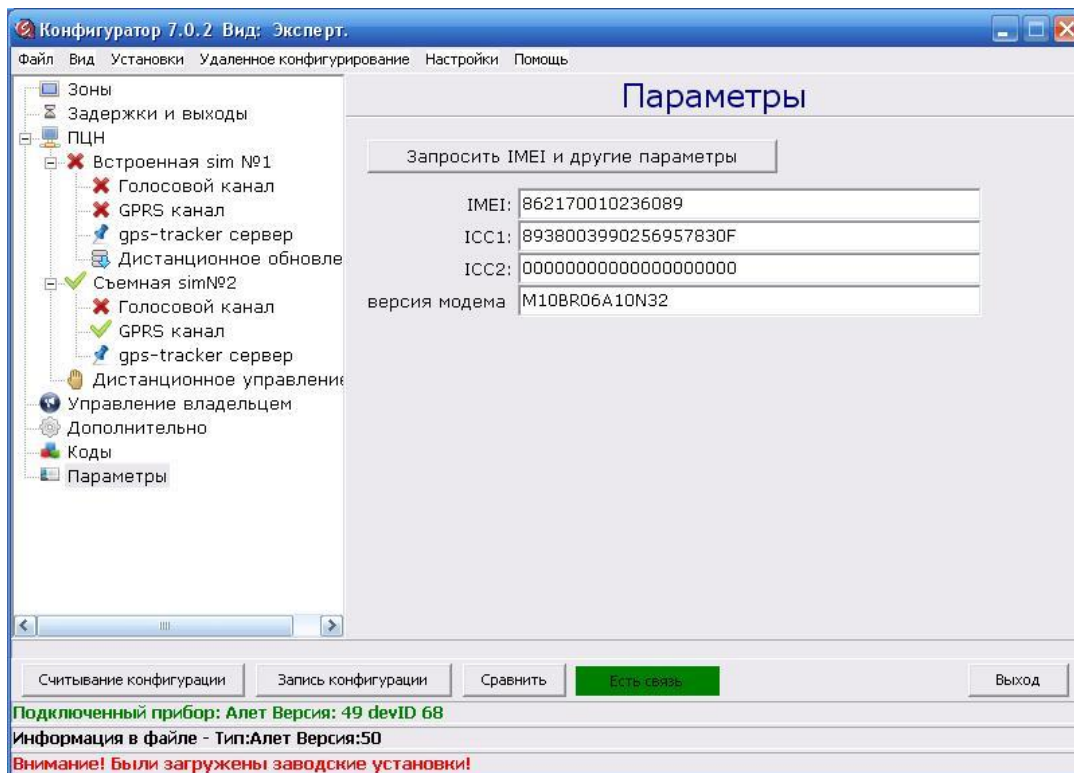 Конфигуратор 7.0.2 Вид: Эксперт.
Файл Вид Установки Удаленное конфигурирование Настройки Помощь
Зоны
Задержки и выходы
ПЦН
Встроенная sim №1
Голосовой канал
GPRS канал
gps-tracker сервер
Дистанционное обновле
Съемная sim№2
Голосовой канал
GPRS канал
gps-tracker сервер
Дистанционное управление
Управление владельцем
Дополнительно
Коды
Параметры
Параметры
Запросить IMEI и другие параметры
IMEI: 862170010236089
ICC1: 8938003990256957830F
ICC2: 00000000000000000000
версия модема M10BR06A10N32
Считывание конфигурации Запись конфигурации Сравнить Есть связь Выход
Подключенный прибор: Алет Версия: 49 devID 68
Информация в файле - Тип:Алет Версия:50
Внимание! Были загружены заводские установки!